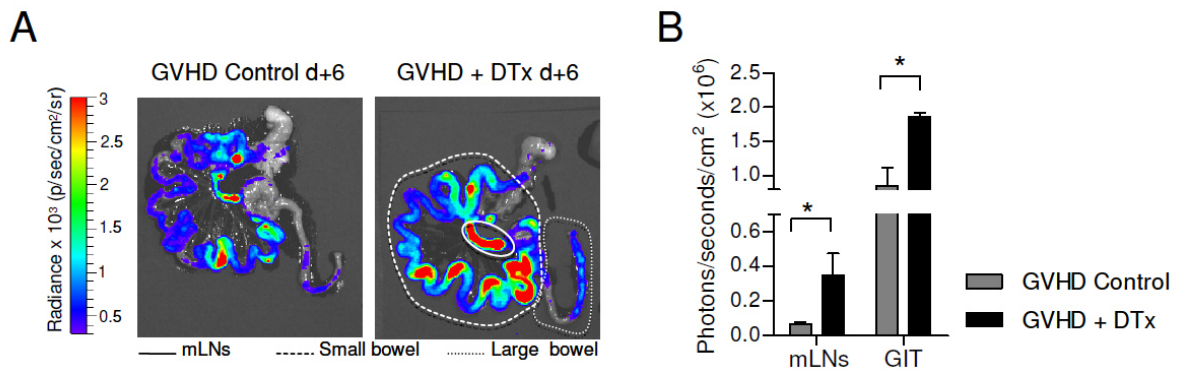 A
GVHD Control d+6
GVHD + DTx d+6
Radiance x 10³ (p/sec/cm²/sr)
3
2.5
2
1.5
1
0.5
mLNs
Small bowel
Large bowel
B
Photons/seconds/cm² (x10⁶)
2.5
2.0
1.5
1.0
0.6
0.4
0.2
0.0
*
*
mLNs
GIT
GVHD Control
GVHD + DTx